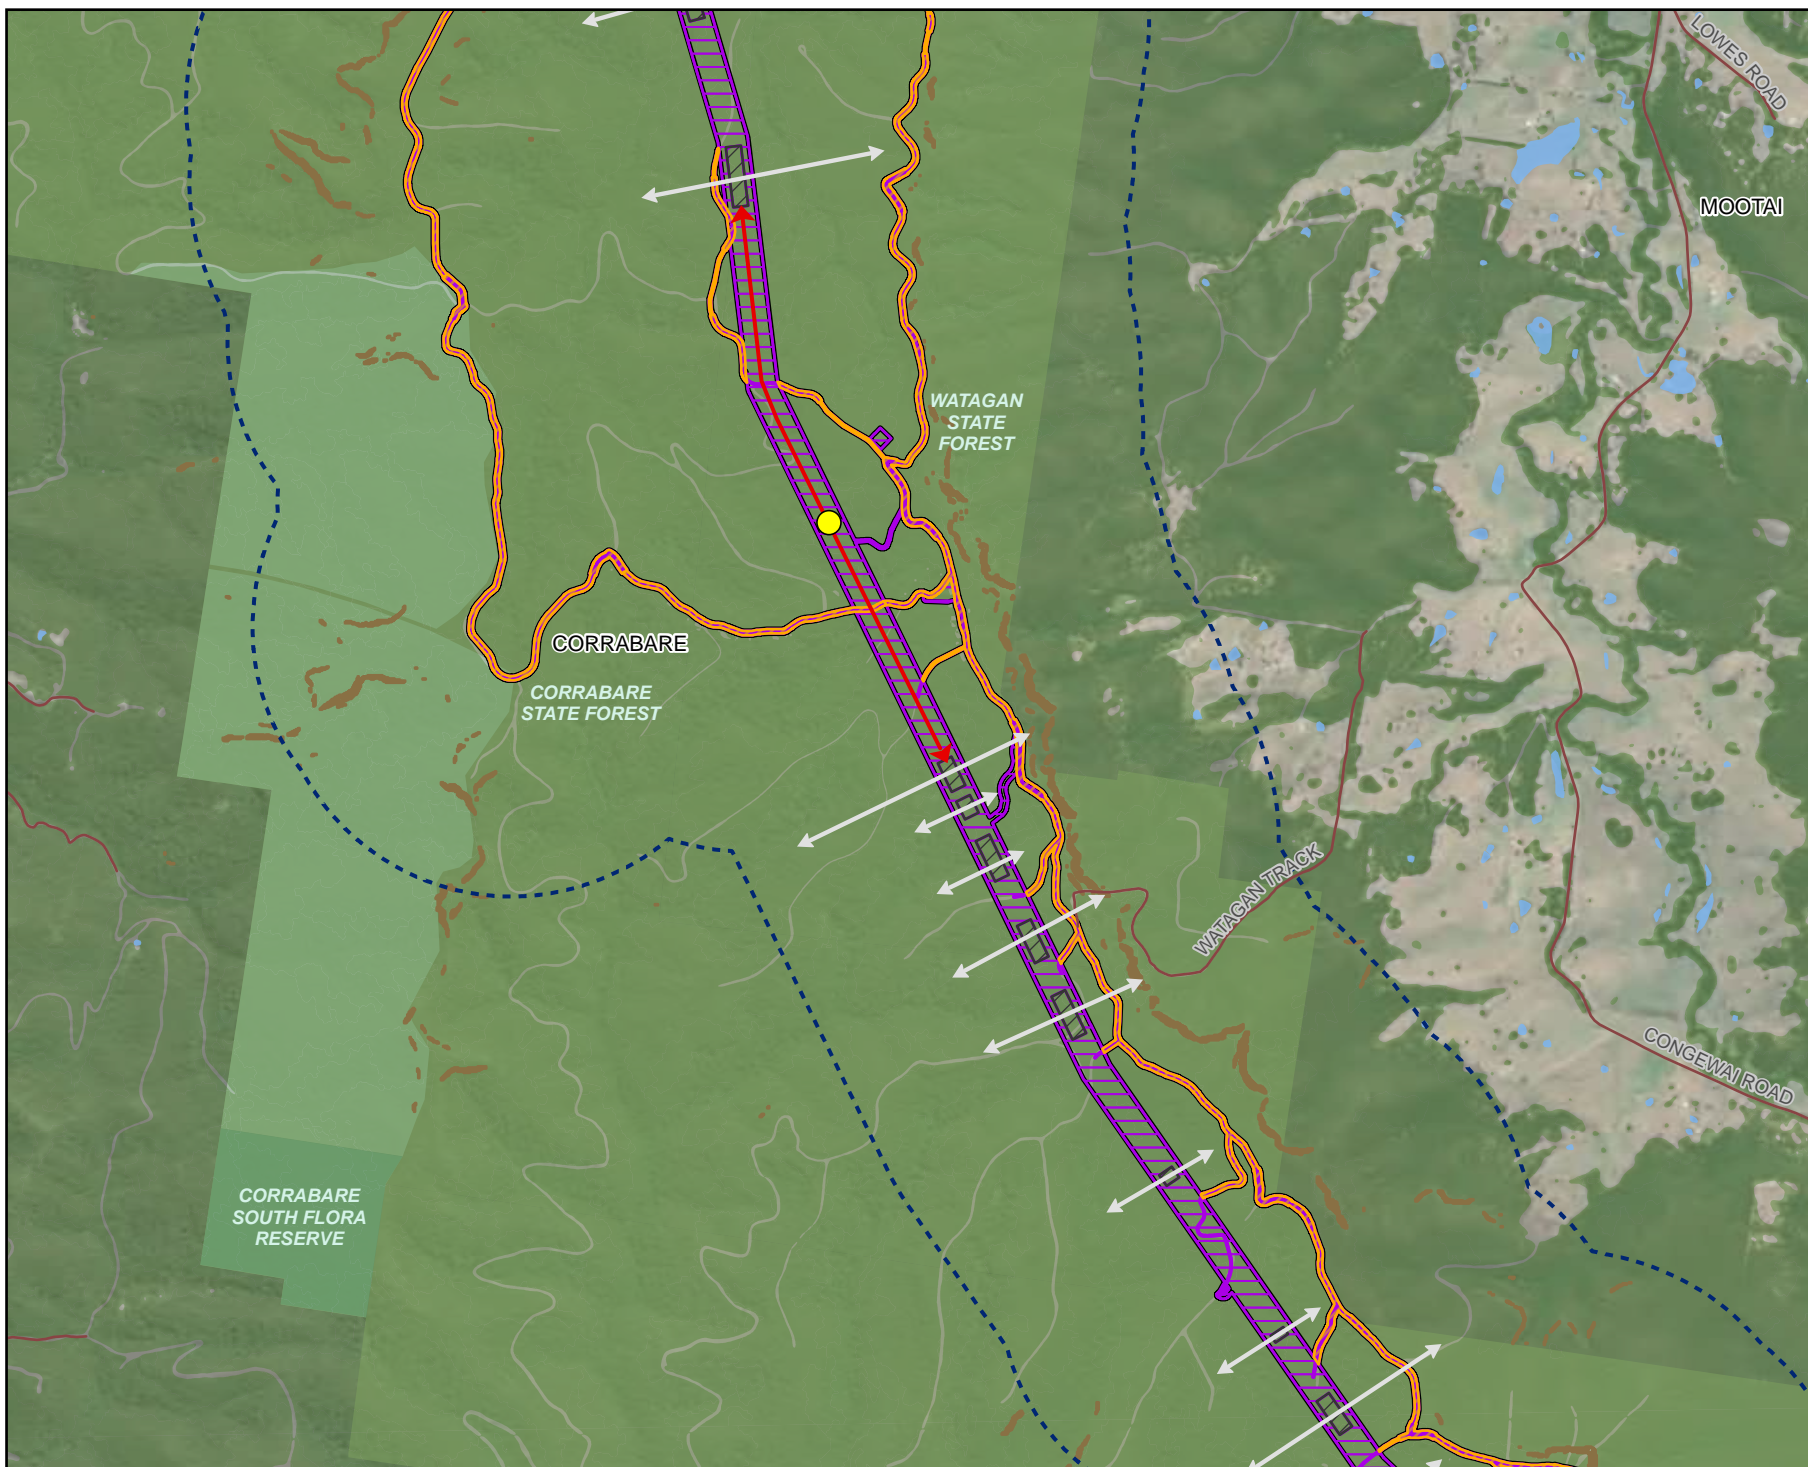 LOWES ROAD
MOOTAI
WATAGAN
STATE
FOREST
CORRABARE
CORRABARE
STATE FOREST
WATAGAN TRACK
CONGEWAI ROAD
CORRABARE
SOUTH FLORA
RESERVE